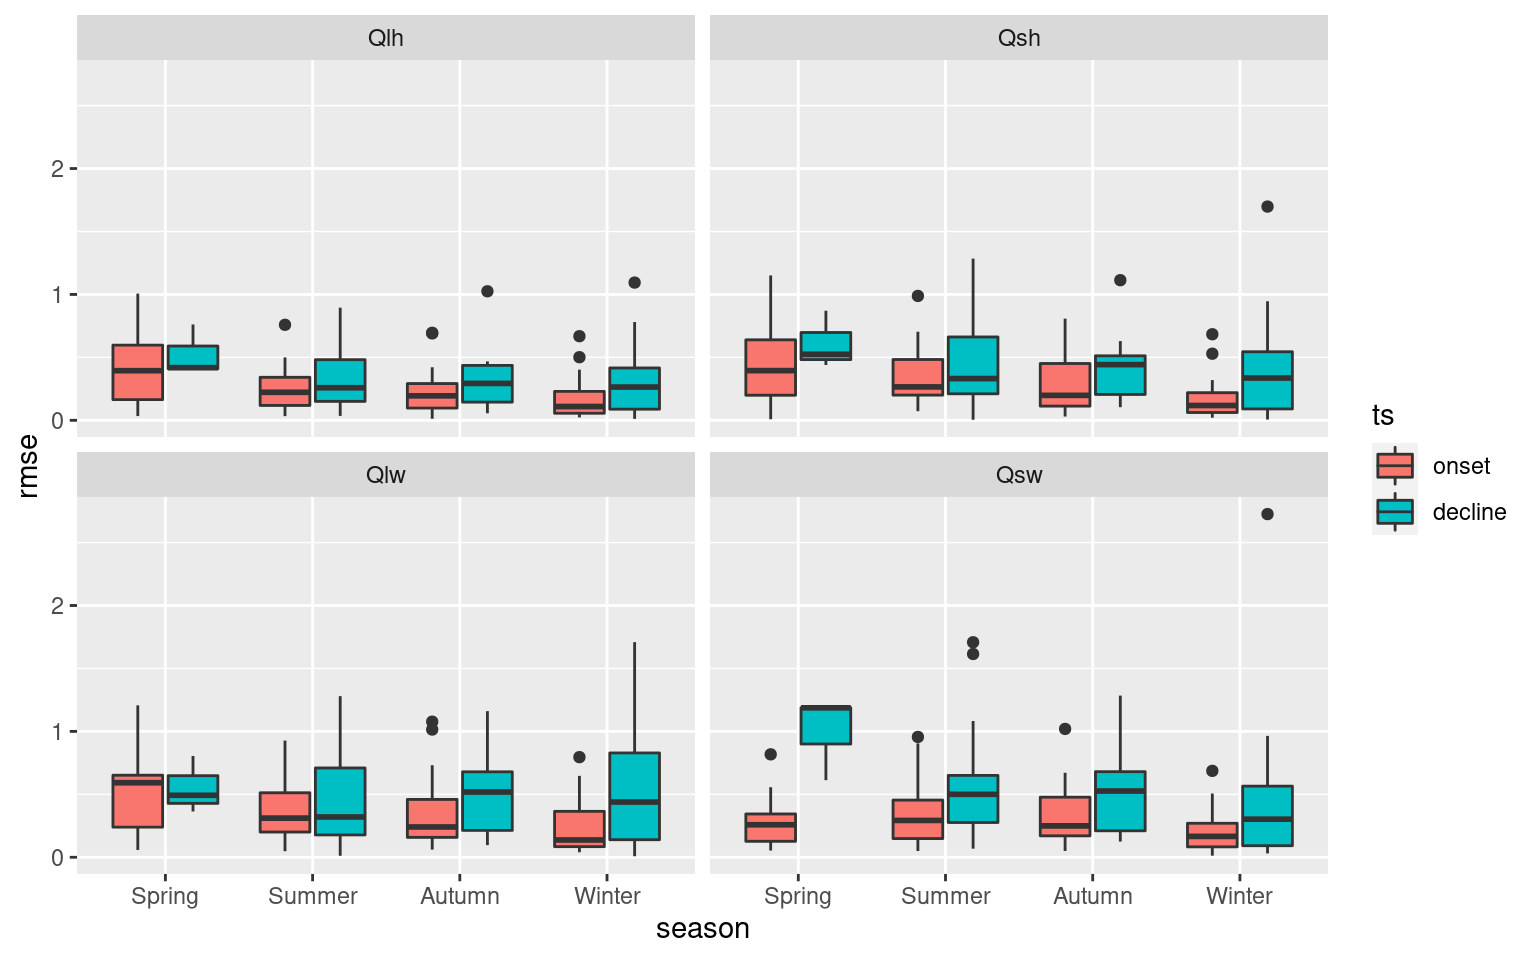 Qlh
Qsh
2
1
0
Qlw
Qsw
2
1
0
Spring Summer Autumn Winter
Spring Summer Autumn Winter
season
rmse
ts
onset
decline